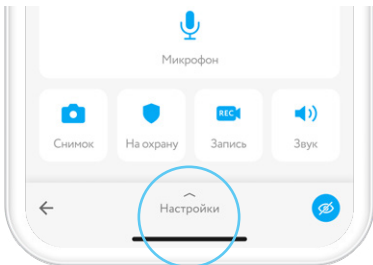 Микрофон
Снимок
На охрану
REC
Запись
Звук
Настройки